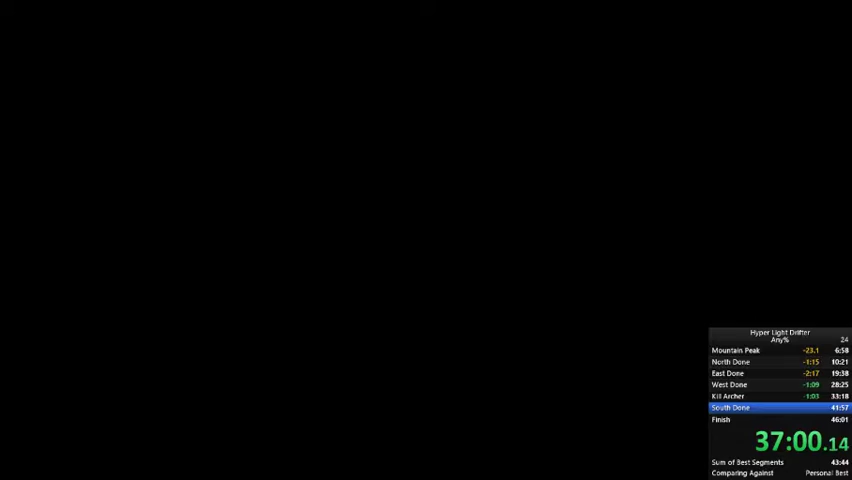 Hyper Light Drifter
Any% 24
Mountain Peak -23.1 6:58
North Done -1:15 10:21
East Done -2:17 19:38
West Done -1:09 28:25
Kill Archer -1:03 33:18
South Done 41:57
Finish 46:01
37:00.14
Sum of Best Segments 43:44
Comparing Against Personal Best